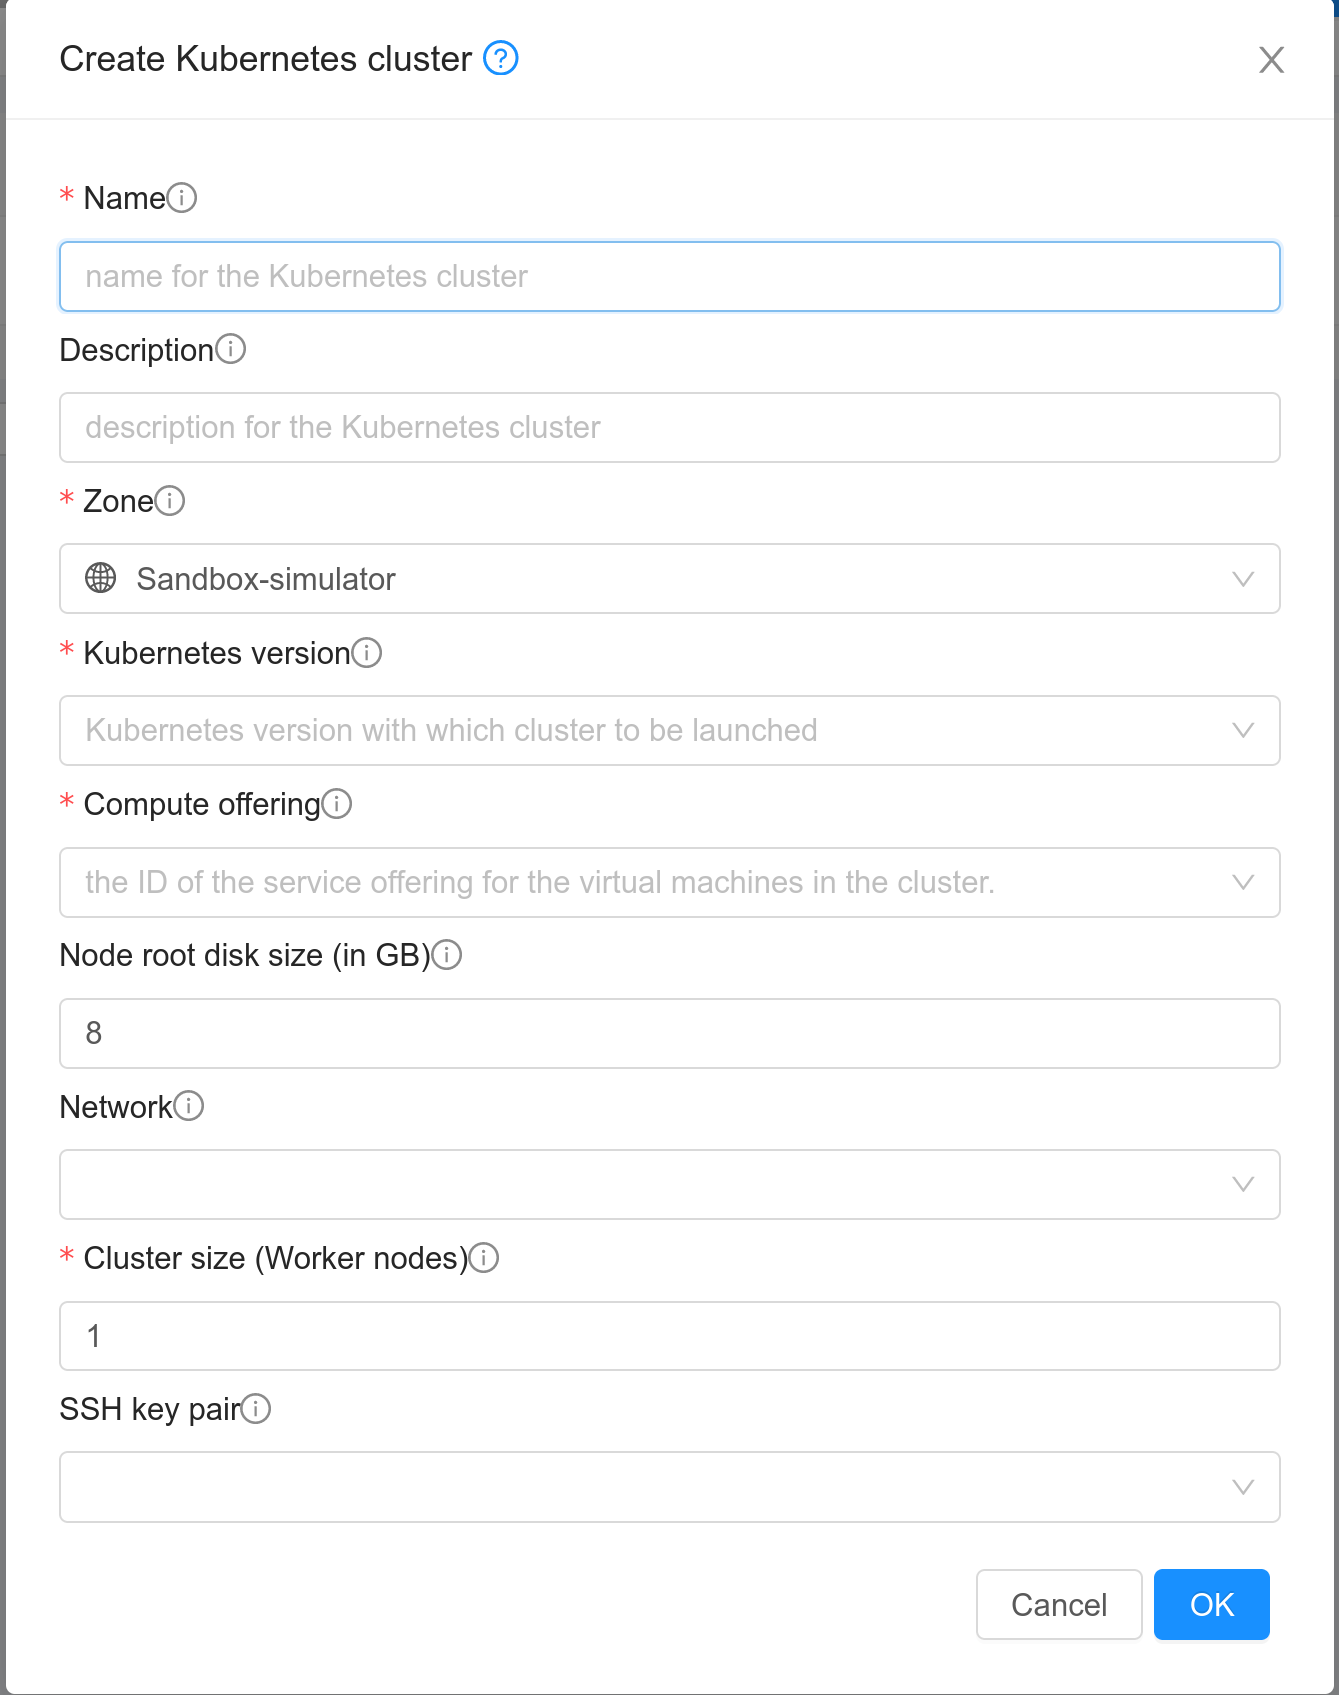 Create Kubernetes cluster ?
* Name
name for the Kubernetes cluster
Description
description for the Kubernetes cluster
* Zone
Sandbox-simulator
* Kubernetes version
Kubernetes version with which cluster to be launched
* Compute offering
the ID of the service offering for the virtual machines in the cluster.
Node root disk size (in GB)
8
Network
* Cluster size (Worker nodes)
1
SSH key pair
Cancel OK